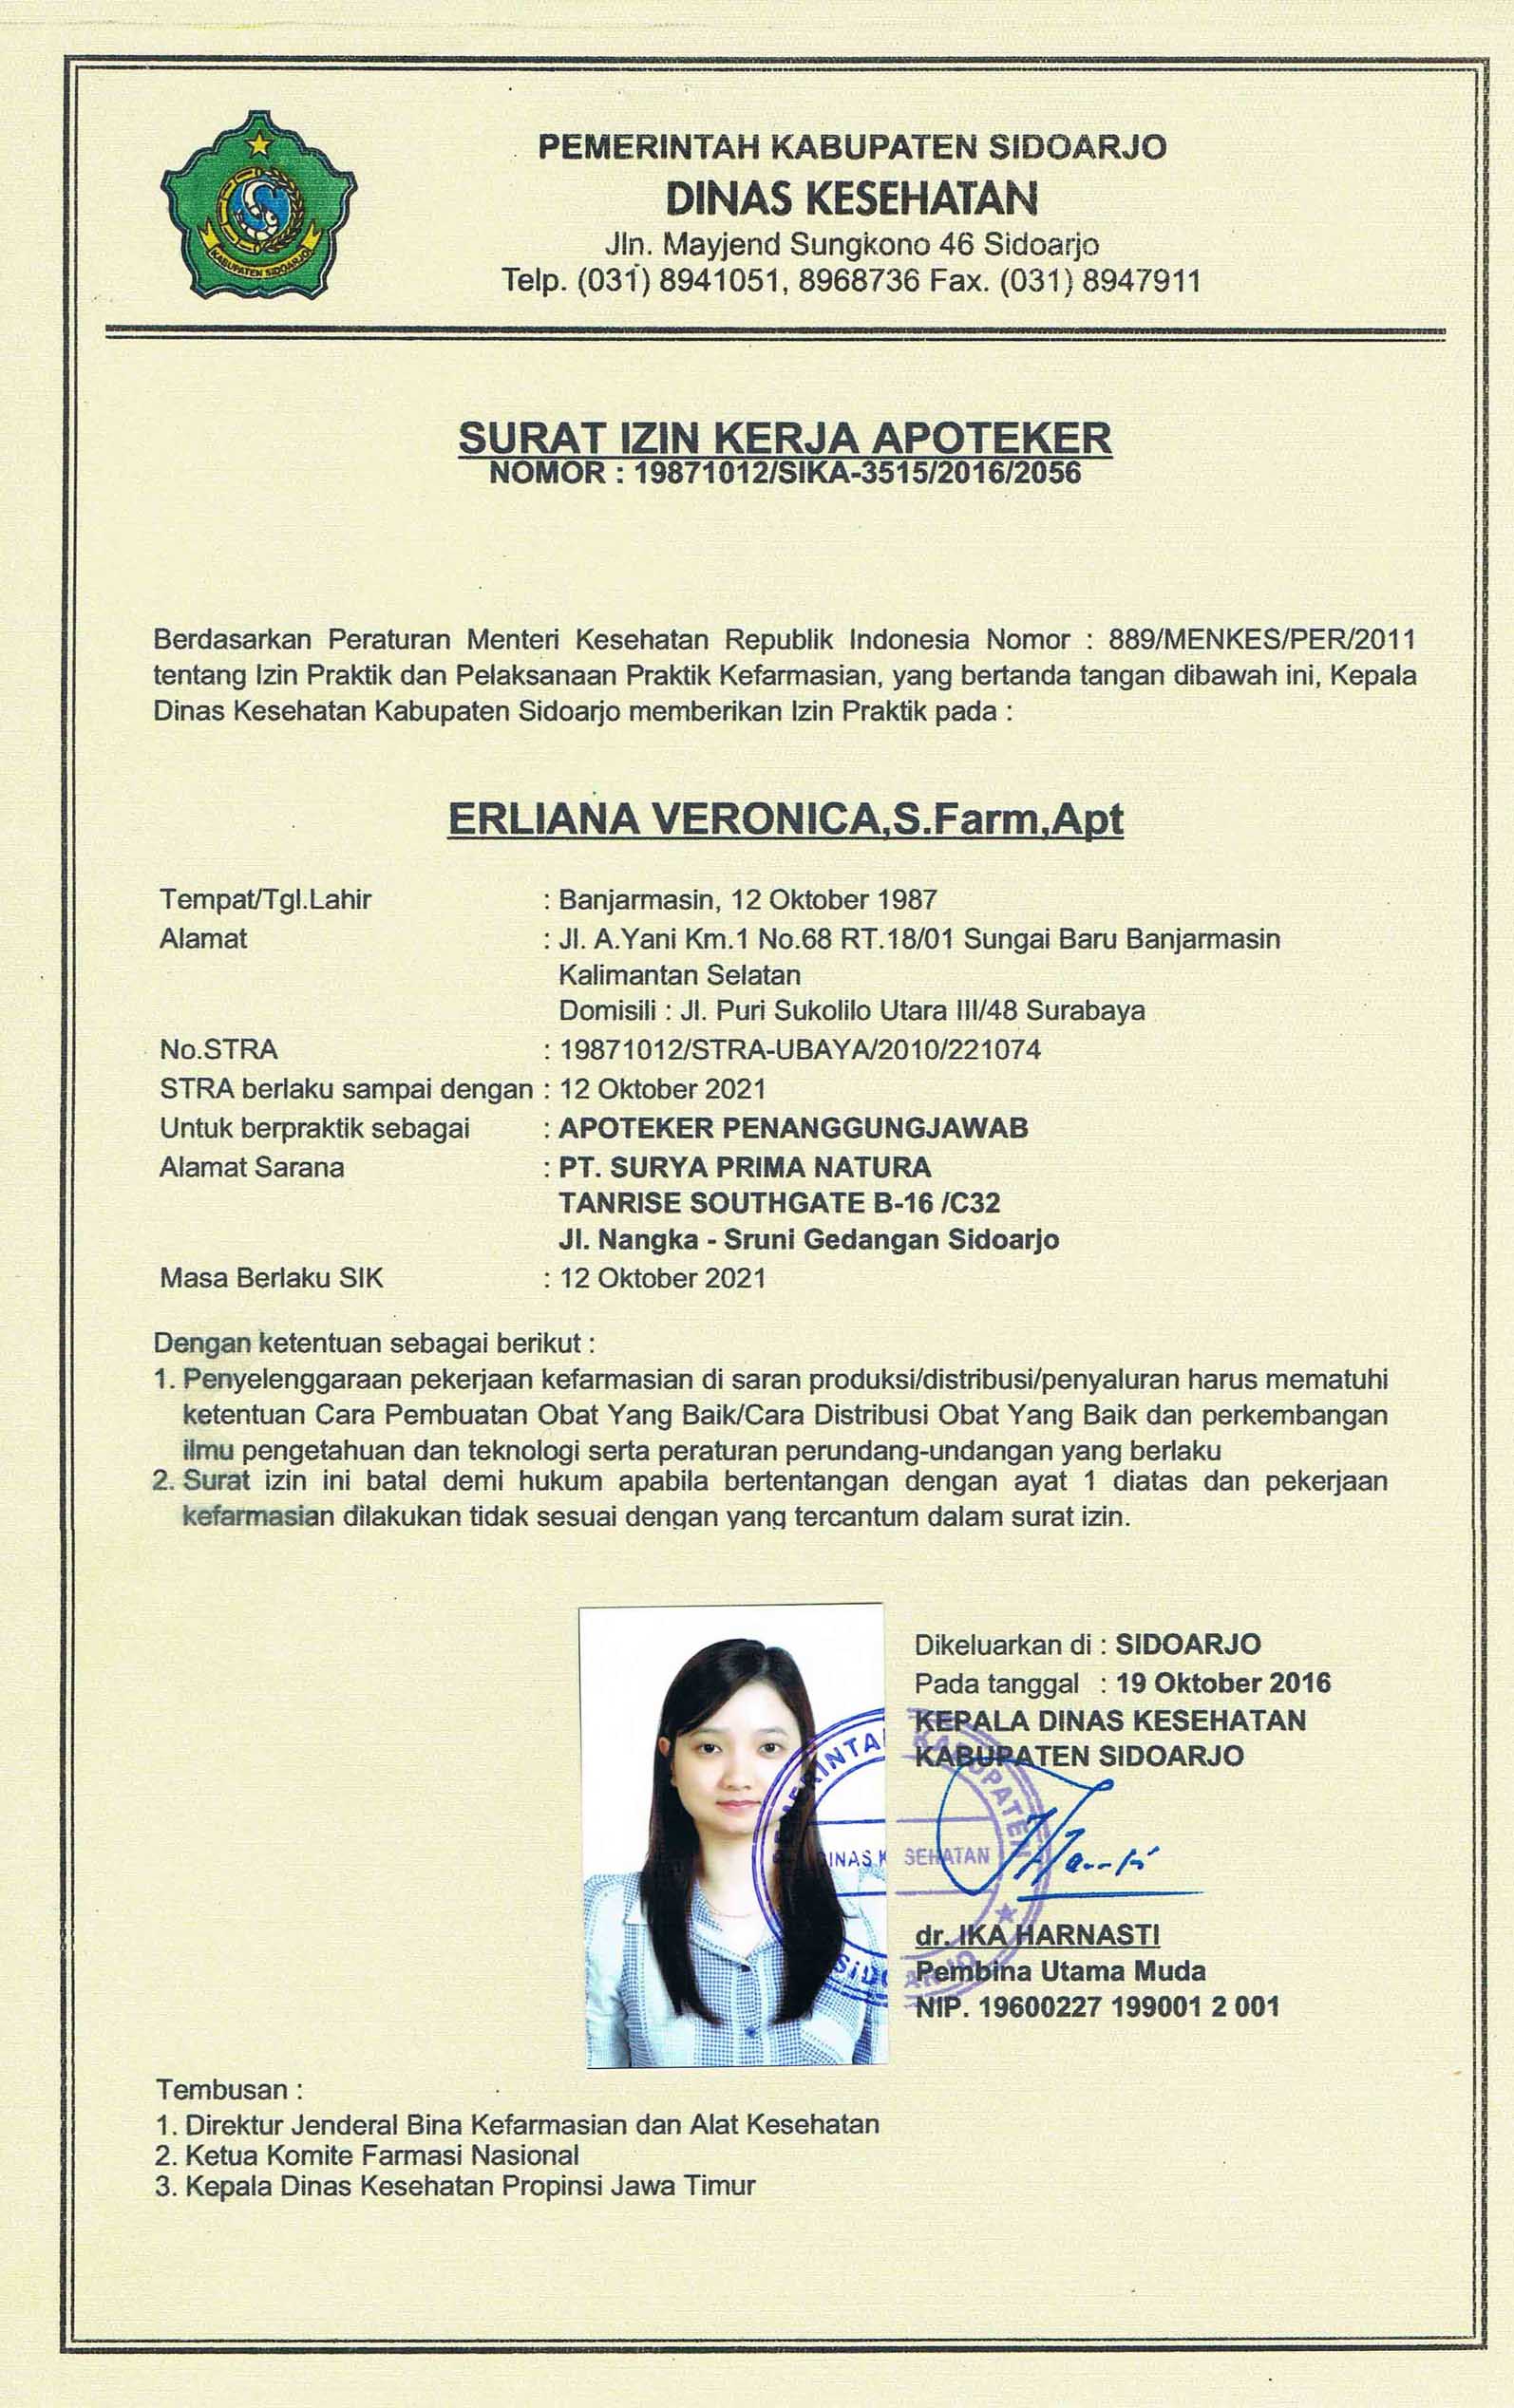 PEMERINTAH KABUPATEN SIDOARJO
DINAS KESEHATAN
Jln. Mayjend Sungkono 46 Sidoarjo
Telp. (031) 8941051, 8968736 Fax. (031) 8947911
KABUPATEN SIDOARJO
SURAT IZIN KERJA APOTEKER
NOMOR : 19871012/SIKA-3515/2016/2056
Berdasarkan Peraturan Menteri Kesehatan Republik Indonesia Nomor : 889/MENKES/PER/2011
tentang Izin Praktik dan Pelaksanaan Praktik Kefarmasian, yang bertanda tangan dibawah ini, Kepala
Dinas Kesehatan Kabupaten Sidoarjo memberikan Izin Praktik pada :
ERLIANA VERONICA,S.Farm,Apt
Tempat/Tgl.Lahir : Banjarmasin, 12 Oktober 1987
Alamat : Jl. A.Yani Km.1 No.68 RT.18/01 Sungai Baru Banjarmasin
Kalimantan Selatan
Domisili : Jl. Puri Sukolilo Utara III/48 Surabaya
No.STRA : 19871012/STRA-UBAYA/2010/221074
STRA berlaku sampai dengan : 12 Oktober 2021
Untuk berpraktik sebagai : APOTEKER PENANGGUNGJAWAB
Alamat Sarana : PT. SURYA PRIMA NATURA
TANRISE SOUTHGATE B-16 /C32
Jl. Nangka - Sruni Gedangan Sidoarjo
Masa Berlaku SIK : 12 Oktober 2021
Dengan ketentuan sebagai berikut :
1. Penyelenggaraan pekerjaan kefarmasian di saran produksi/distribusi/penyaluran harus mematuhi
ketentuan Cara Pembuatan Obat Yang Baik/Cara Distribusi Obat Yang Baik dan perkembangan
ilmu pengetahuan dan teknologi serta peraturan perundang-undangan yang berlaku
2. Surat izin ini batal demi hukum apabila bertentangan dengan ayat 1 diatas dan pekerjaan
kefarmasian dilakukan tidak sesuai dengan yang tercantum dalam surat izin.
Dikeluarkan di : SIDOARJO
Pada tanggal : 19 Oktober 2016
KEPALA DINAS KESEHATAN
KABUPATEN SIDOARJO
dr. IKA HARNASTI
Pembina Utama Muda
NIP. 19600227 199001 2 001
Tembusan :
1. Direktur Jenderal Bina Kefarmasian dan Alat Kesehatan
2. Ketua Komite Farmasi Nasional
3. Kepala Dinas Kesehatan Propinsi Jawa Timur